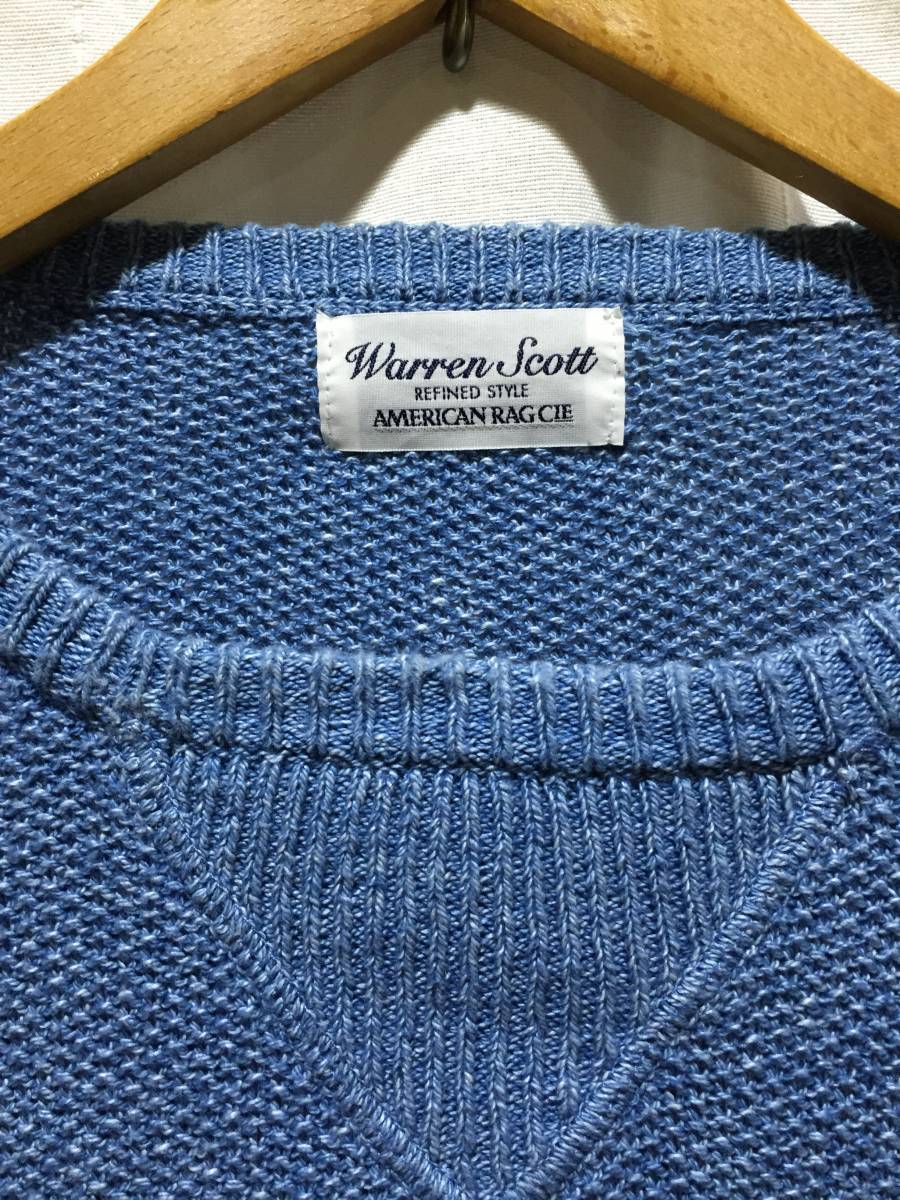 Warren Scott
REFINED STYLE
AMERICAN RAG CIE